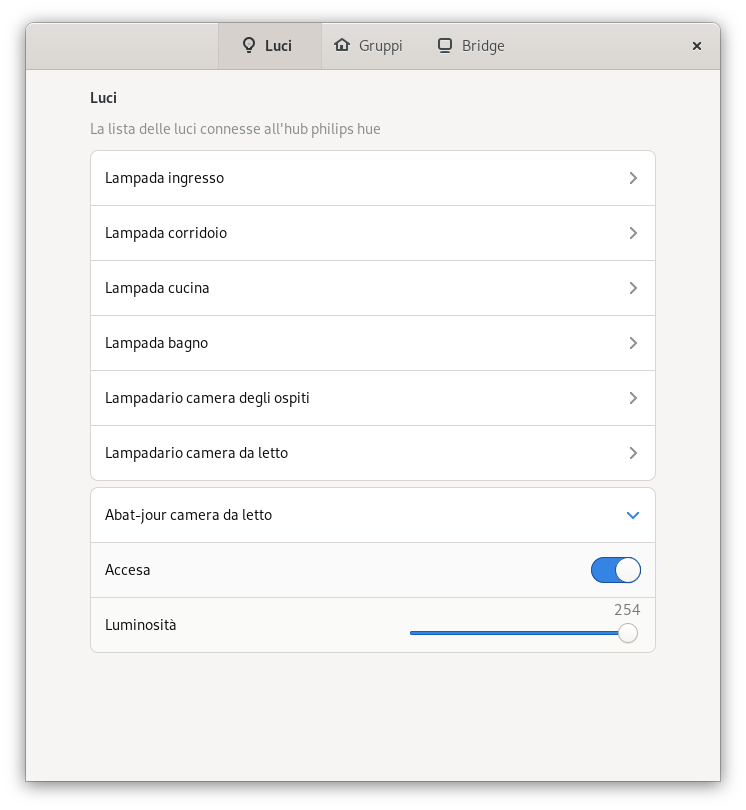 Luci Gruppi Bridge
Luci
La lista delle luci connesse all'hub philips hue
Lampada ingresso
Lampada corridoio
Lampada cucina
Lampada bagno
Lampadario camera degli ospiti
Lampadario camera da letto
Abat-jour camera da letto
Accesa
254
Luminosità